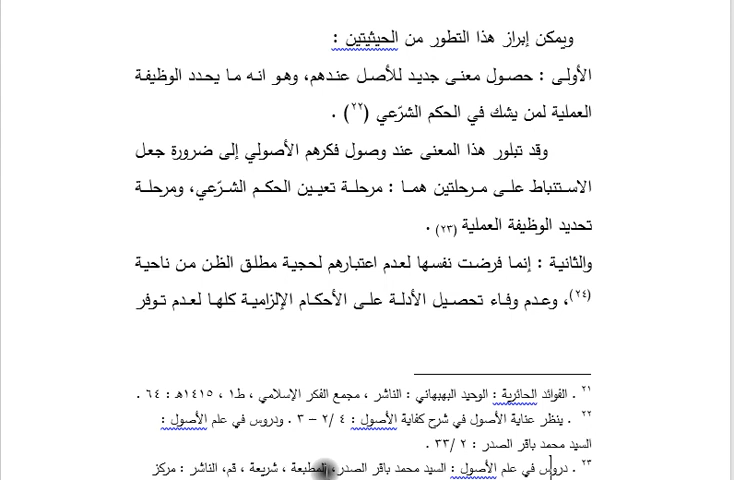 ويمكن إبراز هذا التطور من الحيثيتين :
الأولى : حصول معنى جديد للأصل عندهم، وهو انه ما يحدد الوظيفة
العملية لمن يشك في الحكم الشرّعي (٢٢) .
وقد تبلور هذا المعنى عند وصول فكرهم الأصولي إلى ضرورة جعل
الاستنباط على مرحلتين هما : مرحلة تعيين الحكم الشرّعي، ومرحلة
تحديد الوظيفة العملية (٢٣) .
والثانية : إنما فرضت نفسها لعدم اعتبارهم لحجية مطلق الظن من ناحية
(٢٤)، وعدم وفاء تحصيل الأدلة على الأحكام الإلزامية كلها لعدم توفر
٢١ . الفوائد الحائرية : الوحيد البهبهاني : الناشر ، مجمع الفكر الإسلامي ، ط١ ، ١٤١٥هـ : ٦٤ .
٢٢ . ينظر عناية الأصول في شرح كفاية الأصول : ٤ /٢ – ٣ . ودروس في علم الأصول :
السيد محمد باقر الصدر : ٢ /٣٣ .
٢٣ . دروس في علم الأصول : السيد محمد باقر الصدر، المطبعة ، شريعة ، قم، الناشر : مركز